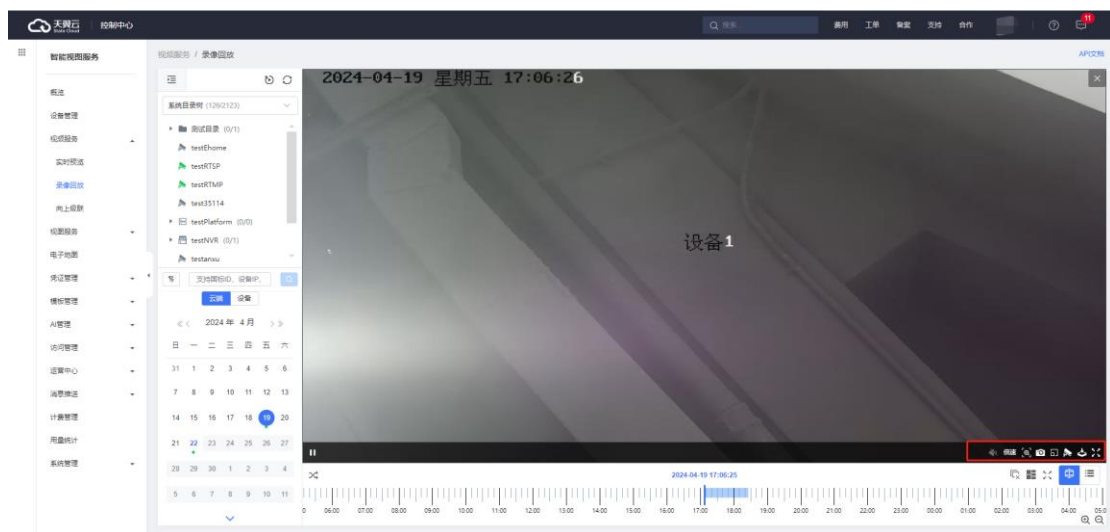 天翼云 控制中心 搜索... 费用 工单 备案 支持 合作 11
State Cloud
智能视图服务
视频服务 / 录像回放
API文档
概览
设备管理
视频服务
实时预览
录像回放
向上级联
视图服务
电子地图
凭证管理
模板管理
AI管理
访问管理
运营中心
消息推送
计费管理
用量统计
系统管理
系统目录树 (129/2123)
测试目录 (0/1)
testEhome
testRTSP
testRTMP
test35114
testPlatform (0/0)
testNVR (0/1)
testanxu
支持国标ID、设备IP、
云端 设备
2024 年 4 月
日 一 二 三 四 五 六
31 1 2 3 4 5 6
7 8 9 10 11 12 13
14 15 16 17 18 19 20
21 22 23 24 25 26 27
28 29 30 1 2 3 4
5 6 7 8 9 10 11
2024-04-19 星期五 17:06:26
设备1
倍速
2024-04-19 17:06:25
0 06:00 07:00 08:00 09:00 10:00 11:00 12:00 13:00 14:00 15:00 16:00 17:00 18:00 19:00 20:00 21:00 22:00 23:00 00:00 01:00 02:00 03:00 04:00 05:0